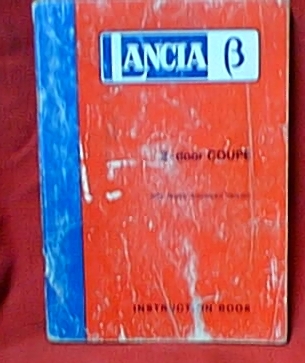 LANCIA β
2-door COUPE
INSTRUCTION BOOK